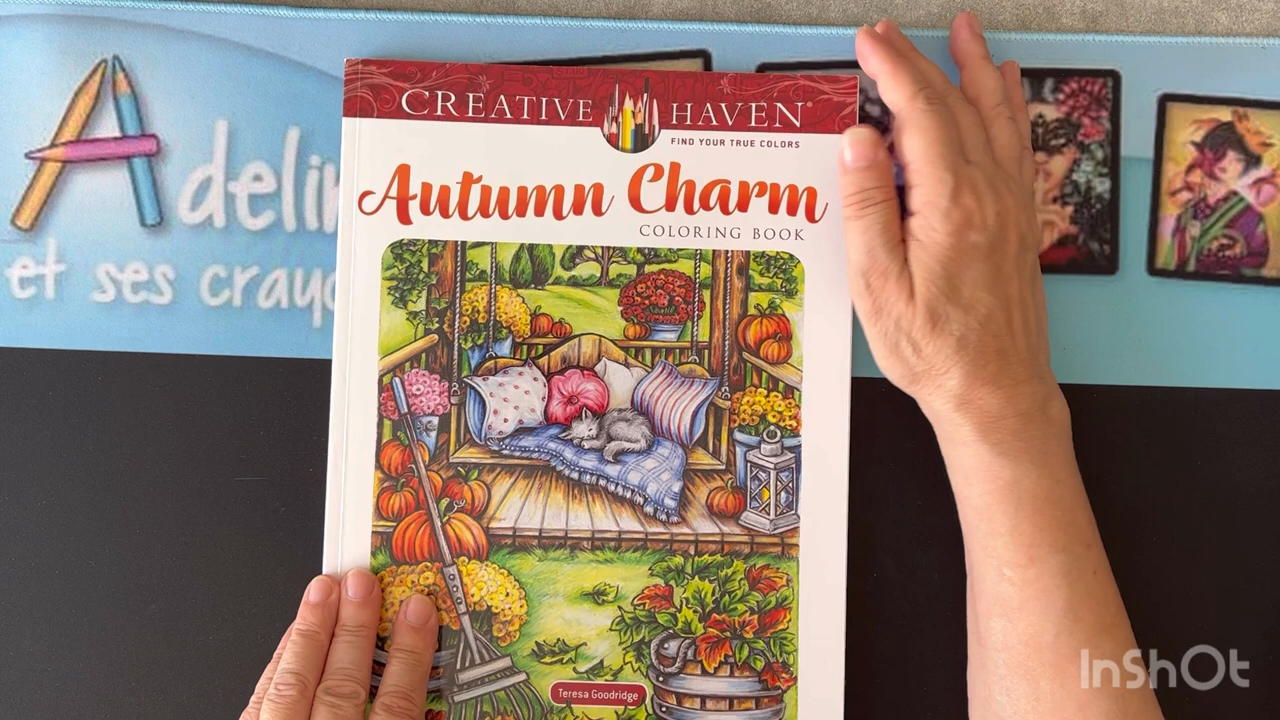 Adelin
et ses crayo
CREATIVE HAVEN®
FIND YOUR TRUE COLORS
Autumn Charm
COLORING BOOK
Teresa Goodridge
InShOt